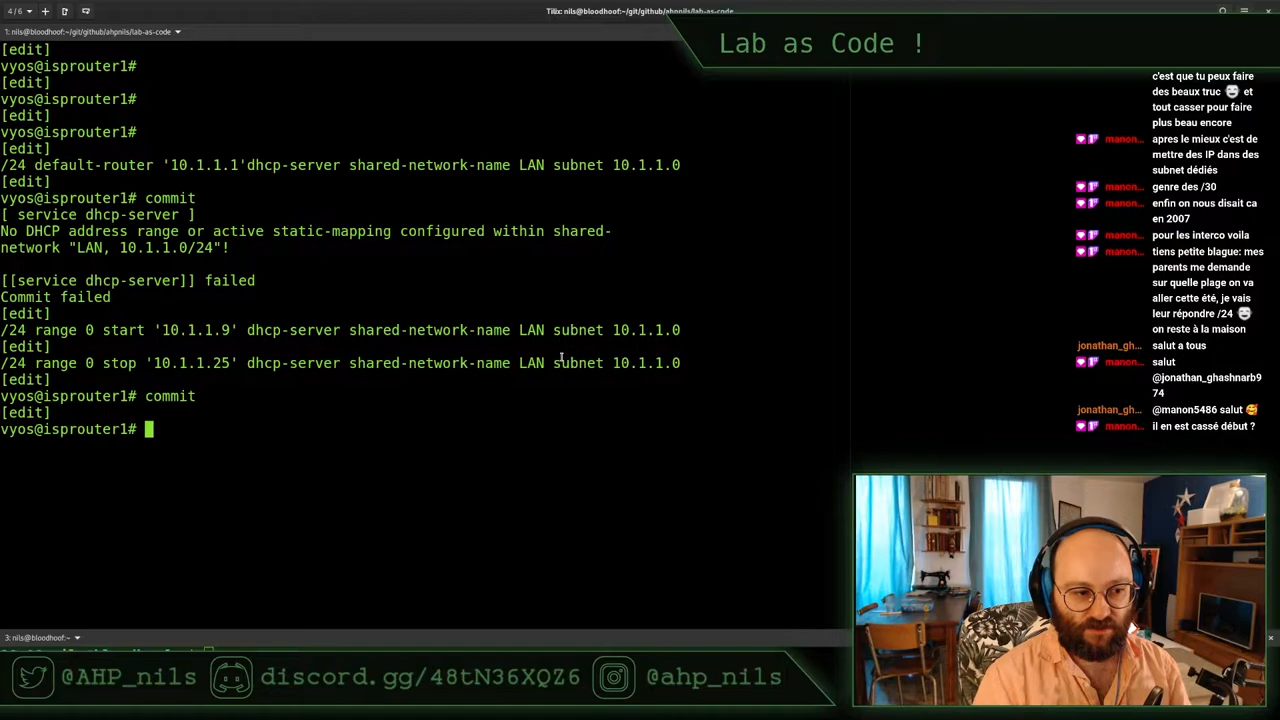 4/6
Tilix: nils@bloodhoof:~/git/github/ahpnils/lab-as-code
1: nils@bloodhoof:~/git/github/ahpnils/lab-as-code
Lab as Code !
[edit]
vyos@isprouter1#
[edit]
vyos@isprouter1#
[edit]
vyos@isprouter1#
[edit]
/24 default-router '10.1.1.1'dhcp-server shared-network-name LAN subnet 10.1.1.0
[edit]
vyos@isprouter1# commit
[ service dhcp-server ]
No DHCP address range or active static-mapping configured within shared-
network "LAN, 10.1.1.0/24"!
[[service dhcp-server]] failed
Commit failed
[edit]
/24 range 0 start '10.1.1.9' dhcp-server shared-network-name LAN subnet 10.1.1.0
[edit]
/24 range 0 stop '10.1.1.25' dhcp-server shared-network-name LAN subnet 10.1.1.0
[edit]
vyos@isprouter1# commit
[edit]
vyos@isprouter1#
c'est que tu peux faire
des beaux truc et
tout casser pour faire
plus beau encore
manon... apres le mieux c'est de
mettre des IP dans des
subnet dédiés
manon... genre des /30
manon... enfin on nous disait ca
en 2007
manon... pour les interco voila
manon... tiens petite blague: mes
parents me demande
sur quelle plage on va
aller cette été, je vais
leur répondre /24
on reste à la maison
jonathan_gh... salut a tous
manon... salut
@jonathan_ghashnarb9
74
jonathan_gh... @manon5486 salut
manon... il en est cassé début ?
3: nils@bloodhoof:~
@AHP_nils
discord.gg/48tN36XQZ6
@ahp_nils